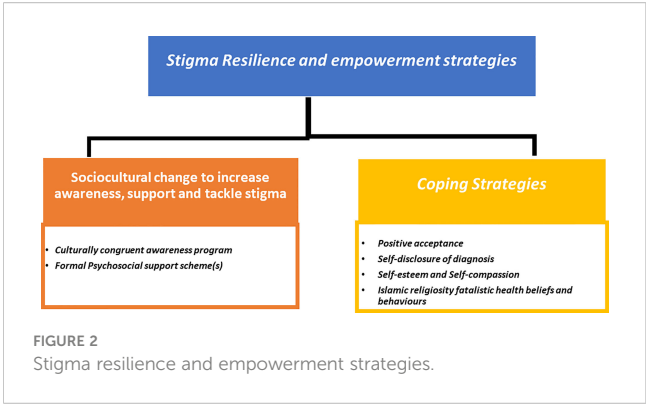 Stigma Resilience and empowerment strategies
Sociocultural change to increase
awareness, support and tackle stigma
• Culturally congruent awareness program
• Formal Psychosocial support scheme(s)
Coping Strategies
• Positive acceptance
• Self-disclosure of diagnosis
• Self-esteem and Self-compassion
• Islamic religiosity fatalistic health beliefs and
behaviours
FIGURE 2
Stigma resilience and empowerment strategies.